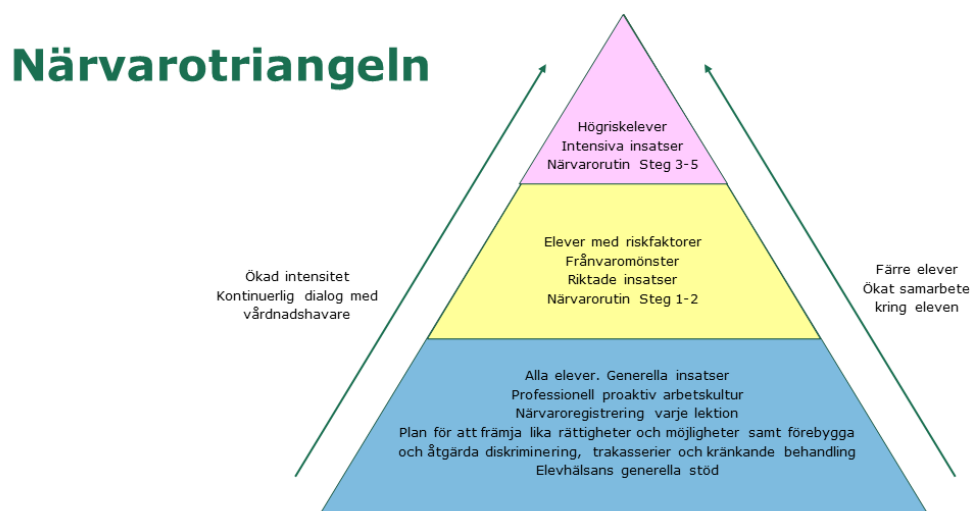 Närvarotriangeln
Högriskelever
Intensiva insatser
Närvarorutin Steg 3-5
Elever med riskfaktorer
Frånvaromönster
Riktade insatser
Närvarorutin Steg 1-2
Ökad intensitet
Kontinuerlig dialog med
vårdnadshavare
Färre elever
Ökat samarbete
kring eleven
Alla elever. Generella insatser
Professionell proaktiv arbetskultur
Närvaroregistrering varje lektion
Plan för att främja lika rättigheter och möjligheter samt förebygga
och åtgärda diskriminering, trakasserier och kränkande behandling
Elevhälsans generella stöd